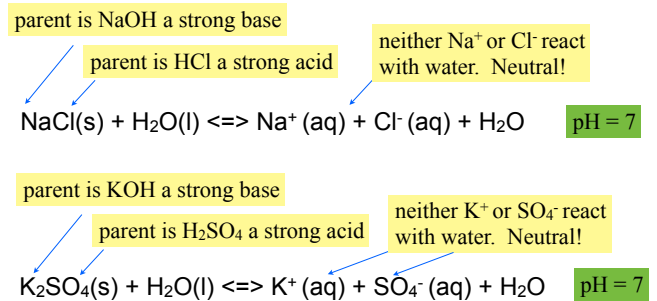 parent is NaOH a strong base
parent is HCl a strong acid
neither Na⁺ or Cl⁻ react
with water.  Neutral!
NaCl(s) + H₂O(l) <=> Na⁺ (aq) + Cl⁻ (aq) + H₂O
pH = 7
parent is KOH a strong base
parent is H₂SO₄ a strong acid
neither K⁺ or SO₄⁻ react
with water.  Neutral!
K₂SO₄(s) + H₂O(l) <=> K⁺ (aq) + SO₄⁻ (aq) + H₂O
pH = 7